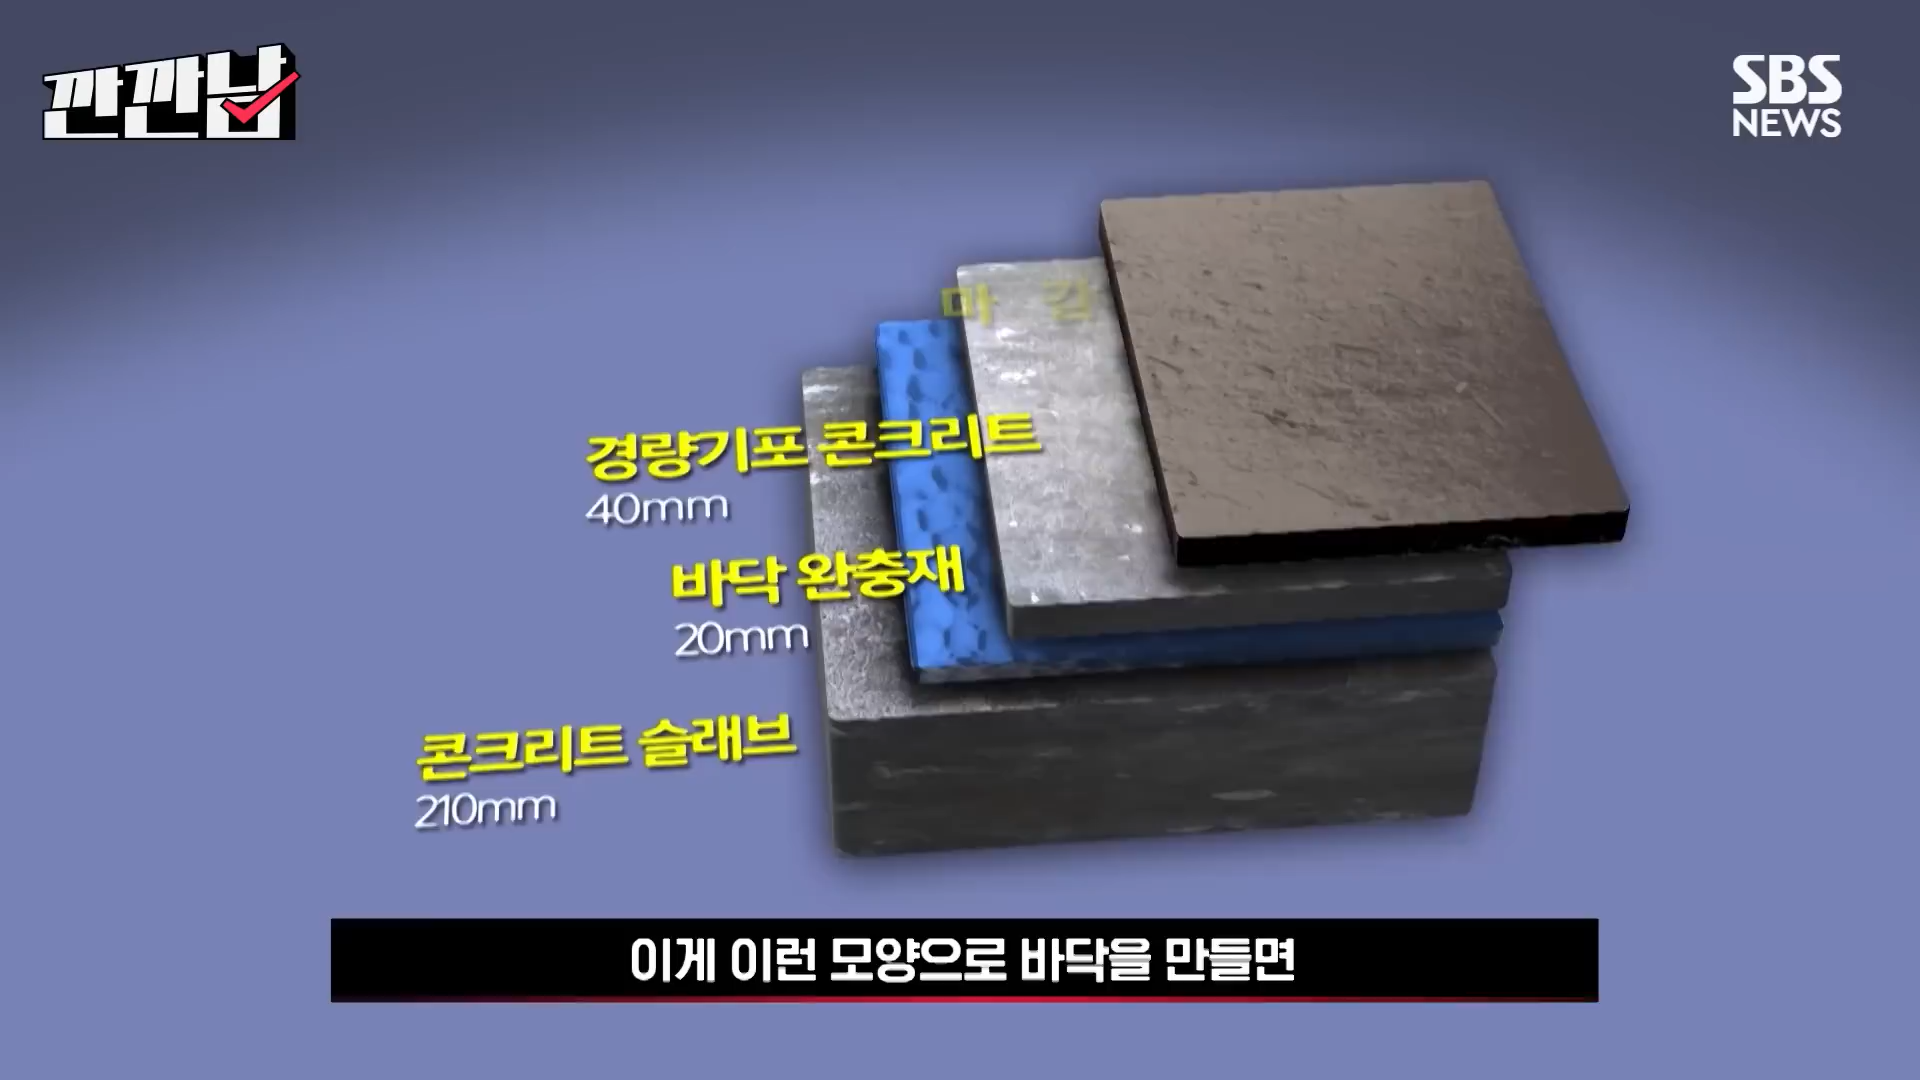 깐깐남
SBS
NEWS
경량기포 콘크리트
40mm
바닥 완충재
20mm
콘크리트 슬래브
210mm
이게 이런 모양으로 바닥을 만들면